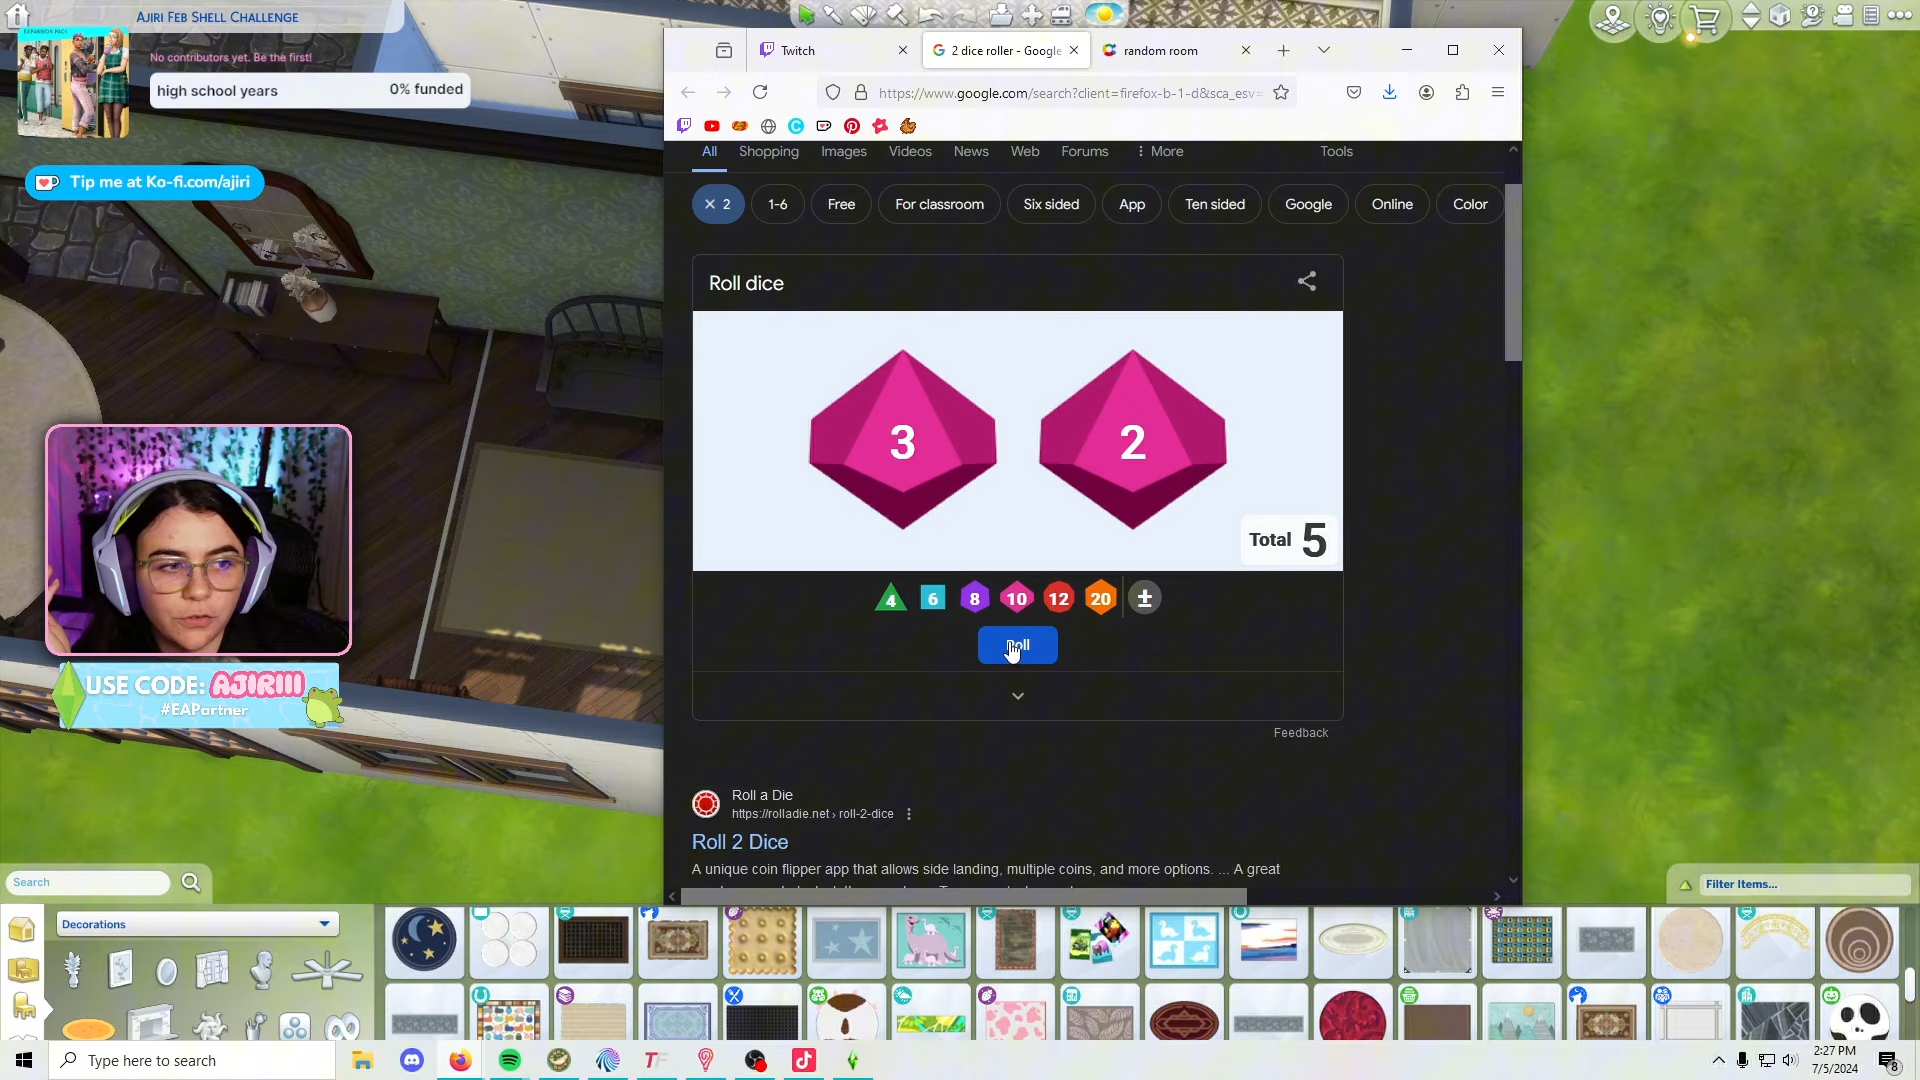 AJIRI FEB SHELL CHALLENGE
EXPANSION PACK
No contributors yet. Be the first!
high school years 0% funded
Tip me at Ko-fi.com/ajiri
Twitch
2 dice roller - Google
random room
https://www.google.com/search?client=firefox-b-1-d&sca_esv=
All Shopping Images Videos News Web Forums More Tools
2 1-6 Free For classroom Six sided App Ten sided Google Online Color
Roll dice
3 2
Total 5
4 6 8 10 12 20 ±
Feedback
USE CODE: AJIRIII
#EAPartner
Roll a Die
https://rolladie.net › roll-2-dice
Roll 2 Dice
A unique coin flipper app that allows side landing, multiple coins, and more options. ... A great
Search
Filter Items...
Decorations
Type here to search
TF
2:27 PM
7/5/2024
8